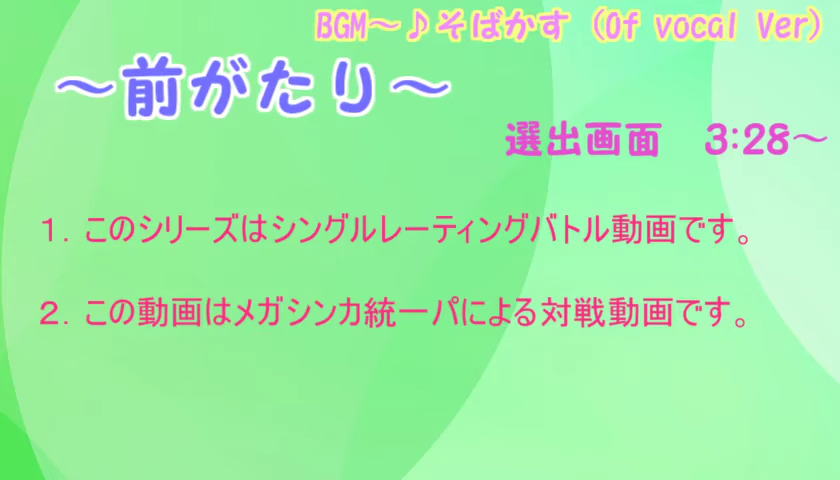 BGM～♪そばかす (Of vocal Ver)
～前がたり～
選出画面　3:28～
１．このシリーズはシングルレーティングバトル動画です。
２．この動画はメガシンカ統一パによる対戦動画です。